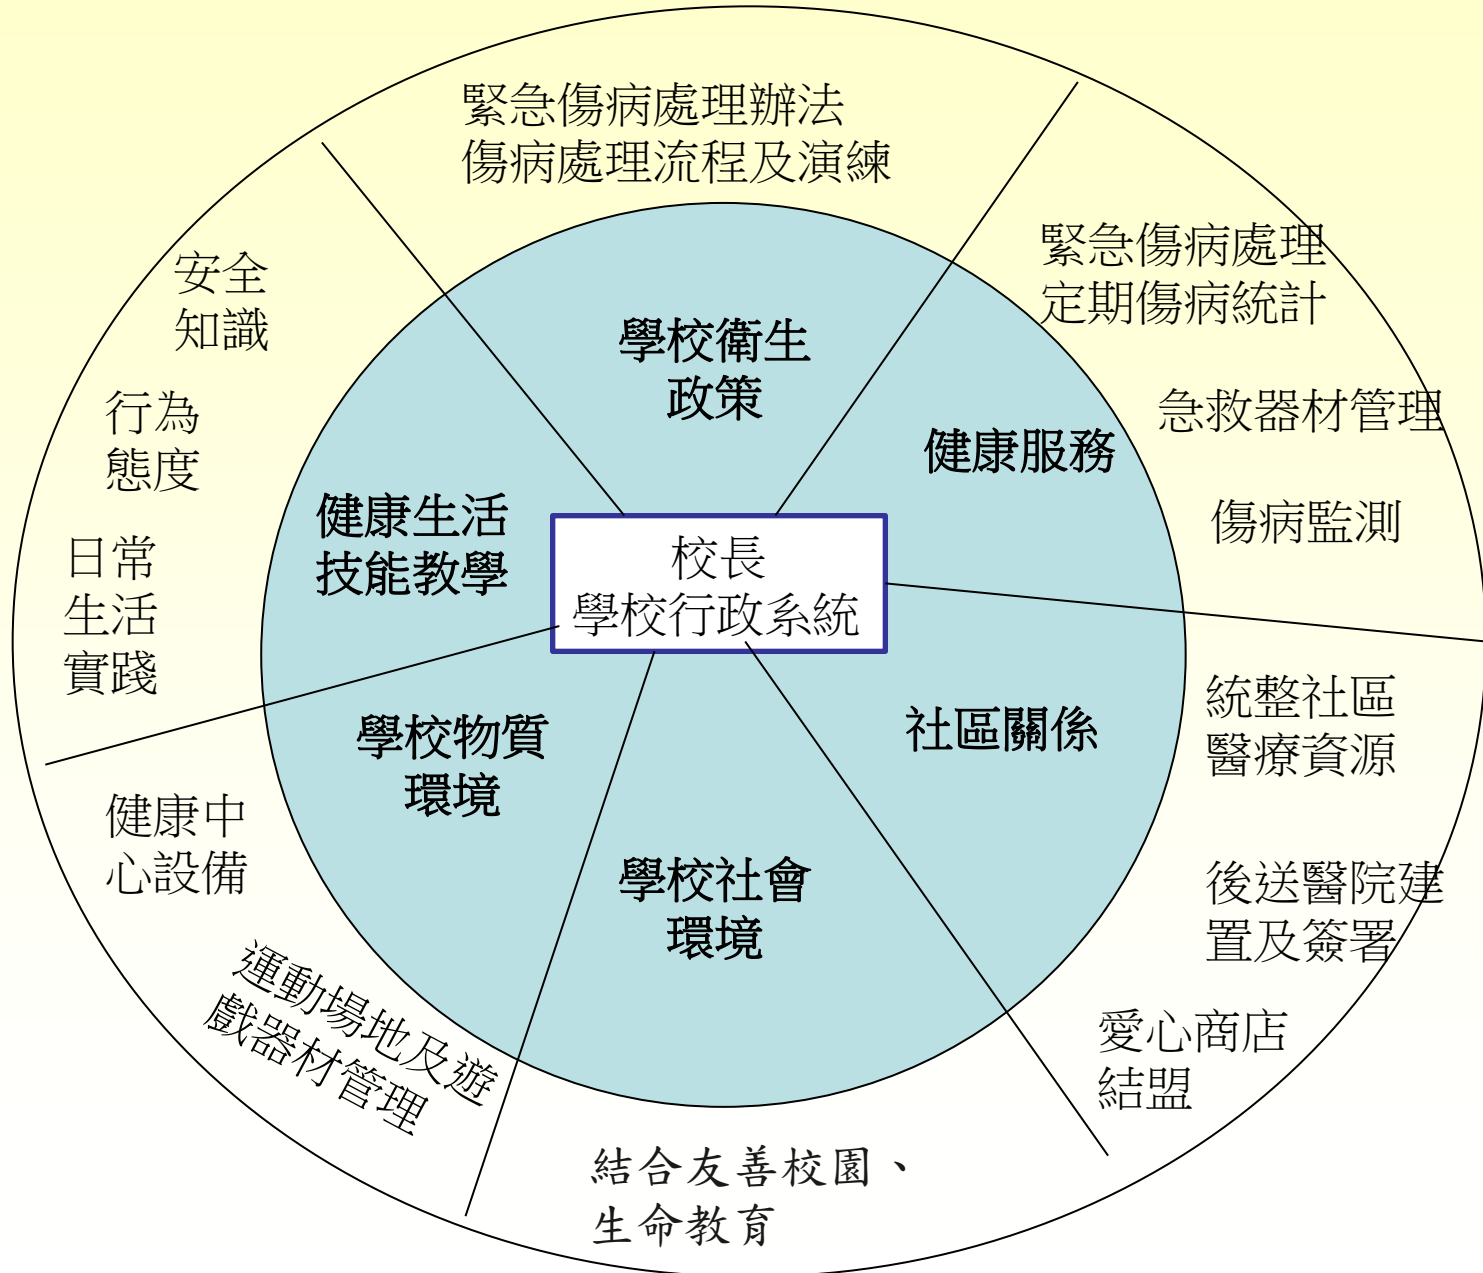 緊急傷病處理辦法
傷病處理流程及演練
緊急傷病處理
定期傷病統計
急救器材管理
傷病監測
安全
知識
行為
態度
日常
生活
實踐
學校衛生
政策
健康服務
健康生活
技能教學
校長
學校行政系統
學校物質
環境
社區關係
學校社會
環境
統整社區
醫療資源
後送醫院建
置及簽署
愛心商店
結盟
健康中
心設備
運動場地及遊
戲器材管理
結合友善校園、
生命教育